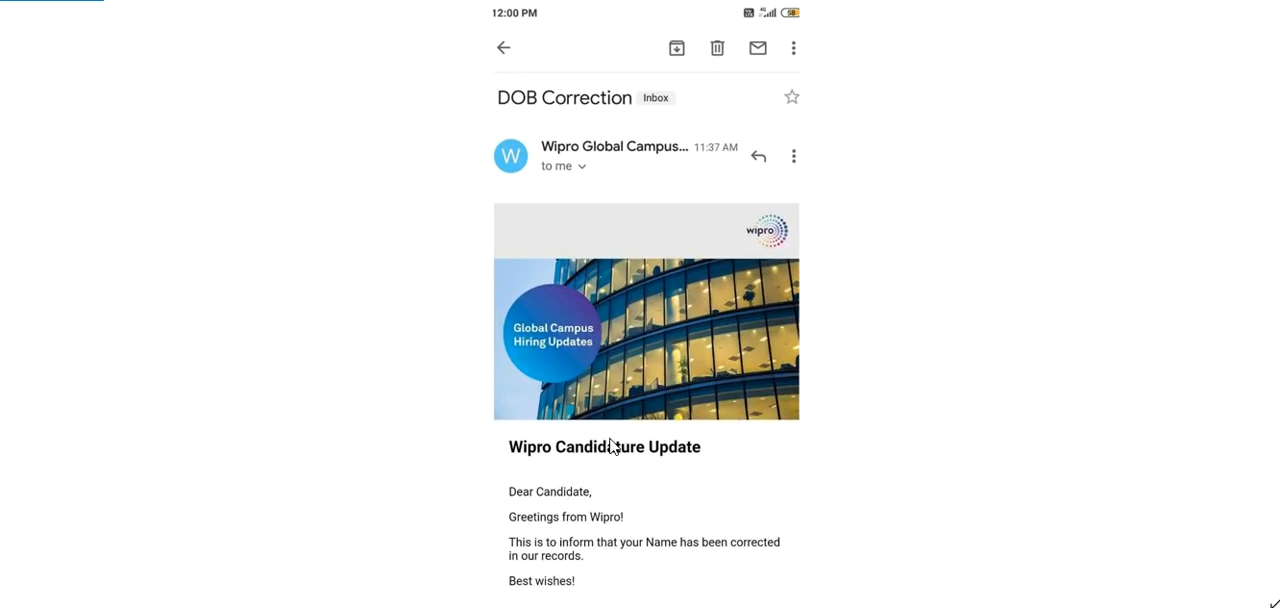 12:00 PM
4G 58
DOB Correction Inbox
W Wipro Global Campus... 11:37 AM
to me
wipro
Global Campus
Hiring Updates
Wipro Candidature Update
Dear Candidate,
Greetings from Wipro!
This is to inform that your Name has been corrected
in our records.
Best wishes!